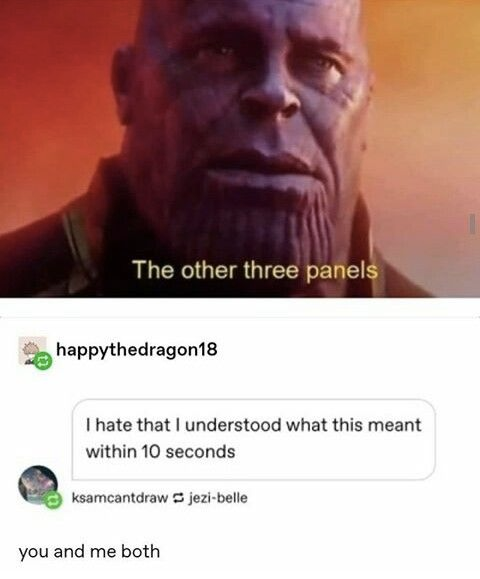 The other three panels
happythedragon18
I hate that I understood what this meant
within 10 seconds
ksamcantdraw jezi-belle
you and me both